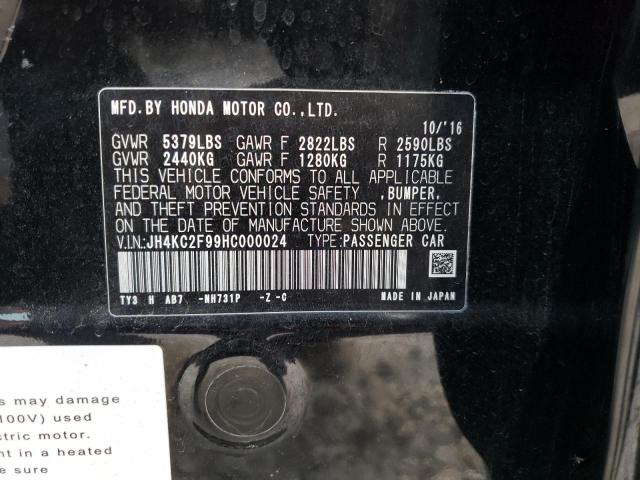 MFD.BY HONDA MOTOR CO.,LTD.
10/'16
GVWR 5379LBS GAWR F 2822LBS R 2590LBS
GVWR 2440KG GAWR F 1280KG R 1175KG
THIS VEHICLE CONFORMS TO ALL APPLICABLE
FEDERAL MOTOR VEHICLE SAFETY ,BUMPER,
AND THEFT PREVENTION STANDARDS IN EFFECT
ON THE DATE OF MANUFACTURE SHOWN ABOVE.
V.IN.:JH4KC2F99HC000024 TYPE:PASSENGER CAR
TY3 H AB7 -NH731P -Z -C MADE IN JAPAN
s may damage
100V) used
ctric motor.
nt in a heated
e sure